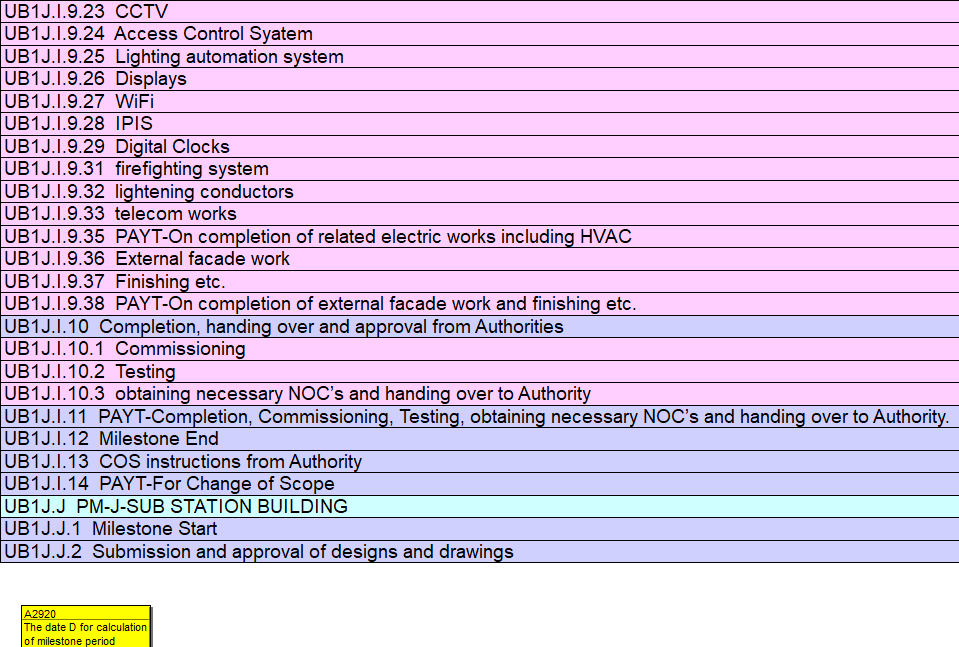 UB1J.I.9.23 CCTV
UB1J.I.9.24 Access Control Syatem
UB1J.I.9.25 Lighting automation system
UB1J.I.9.26 Displays
UB1J.I.9.27 WiFi
UB1J.I.9.28 IPIS
UB1J.I.9.29 Digital Clocks
UB1J.I.9.31 firefighting system
UB1J.I.9.32 lightening conductors
UB1J.I.9.33 telecom works
UB1J.I.9.35 PAYT-On completion of related electric works including HVAC
UB1J.I.9.36 External facade work
UB1J.I.9.37 Finishing etc.
UB1J.I.9.38 PAYT-On completion of external facade work and finishing etc.
UB1J.I.10 Completion, handing over and approval from Authorities
UB1J.I.10.1 Commissioning
UB1J.I.10.2 Testing
UB1J.I.10.3 obtaining necessary NOC’s and handing over to Authority
UB1J.I.11 PAYT-Completion, Commissioning, Testing, obtaining necessary NOC’s and handing over to Authority.
UB1J.I.12 Milestone End
UB1J.I.13 COS instructions from Authority
UB1J.I.14 PAYT-For Change of Scope
UB1J.J PM-J-SUB STATION BUILDING
UB1J.J.1 Milestone Start
UB1J.J.2 Submission and approval of designs and drawings
A2920
The date D for calculation
of milestone period